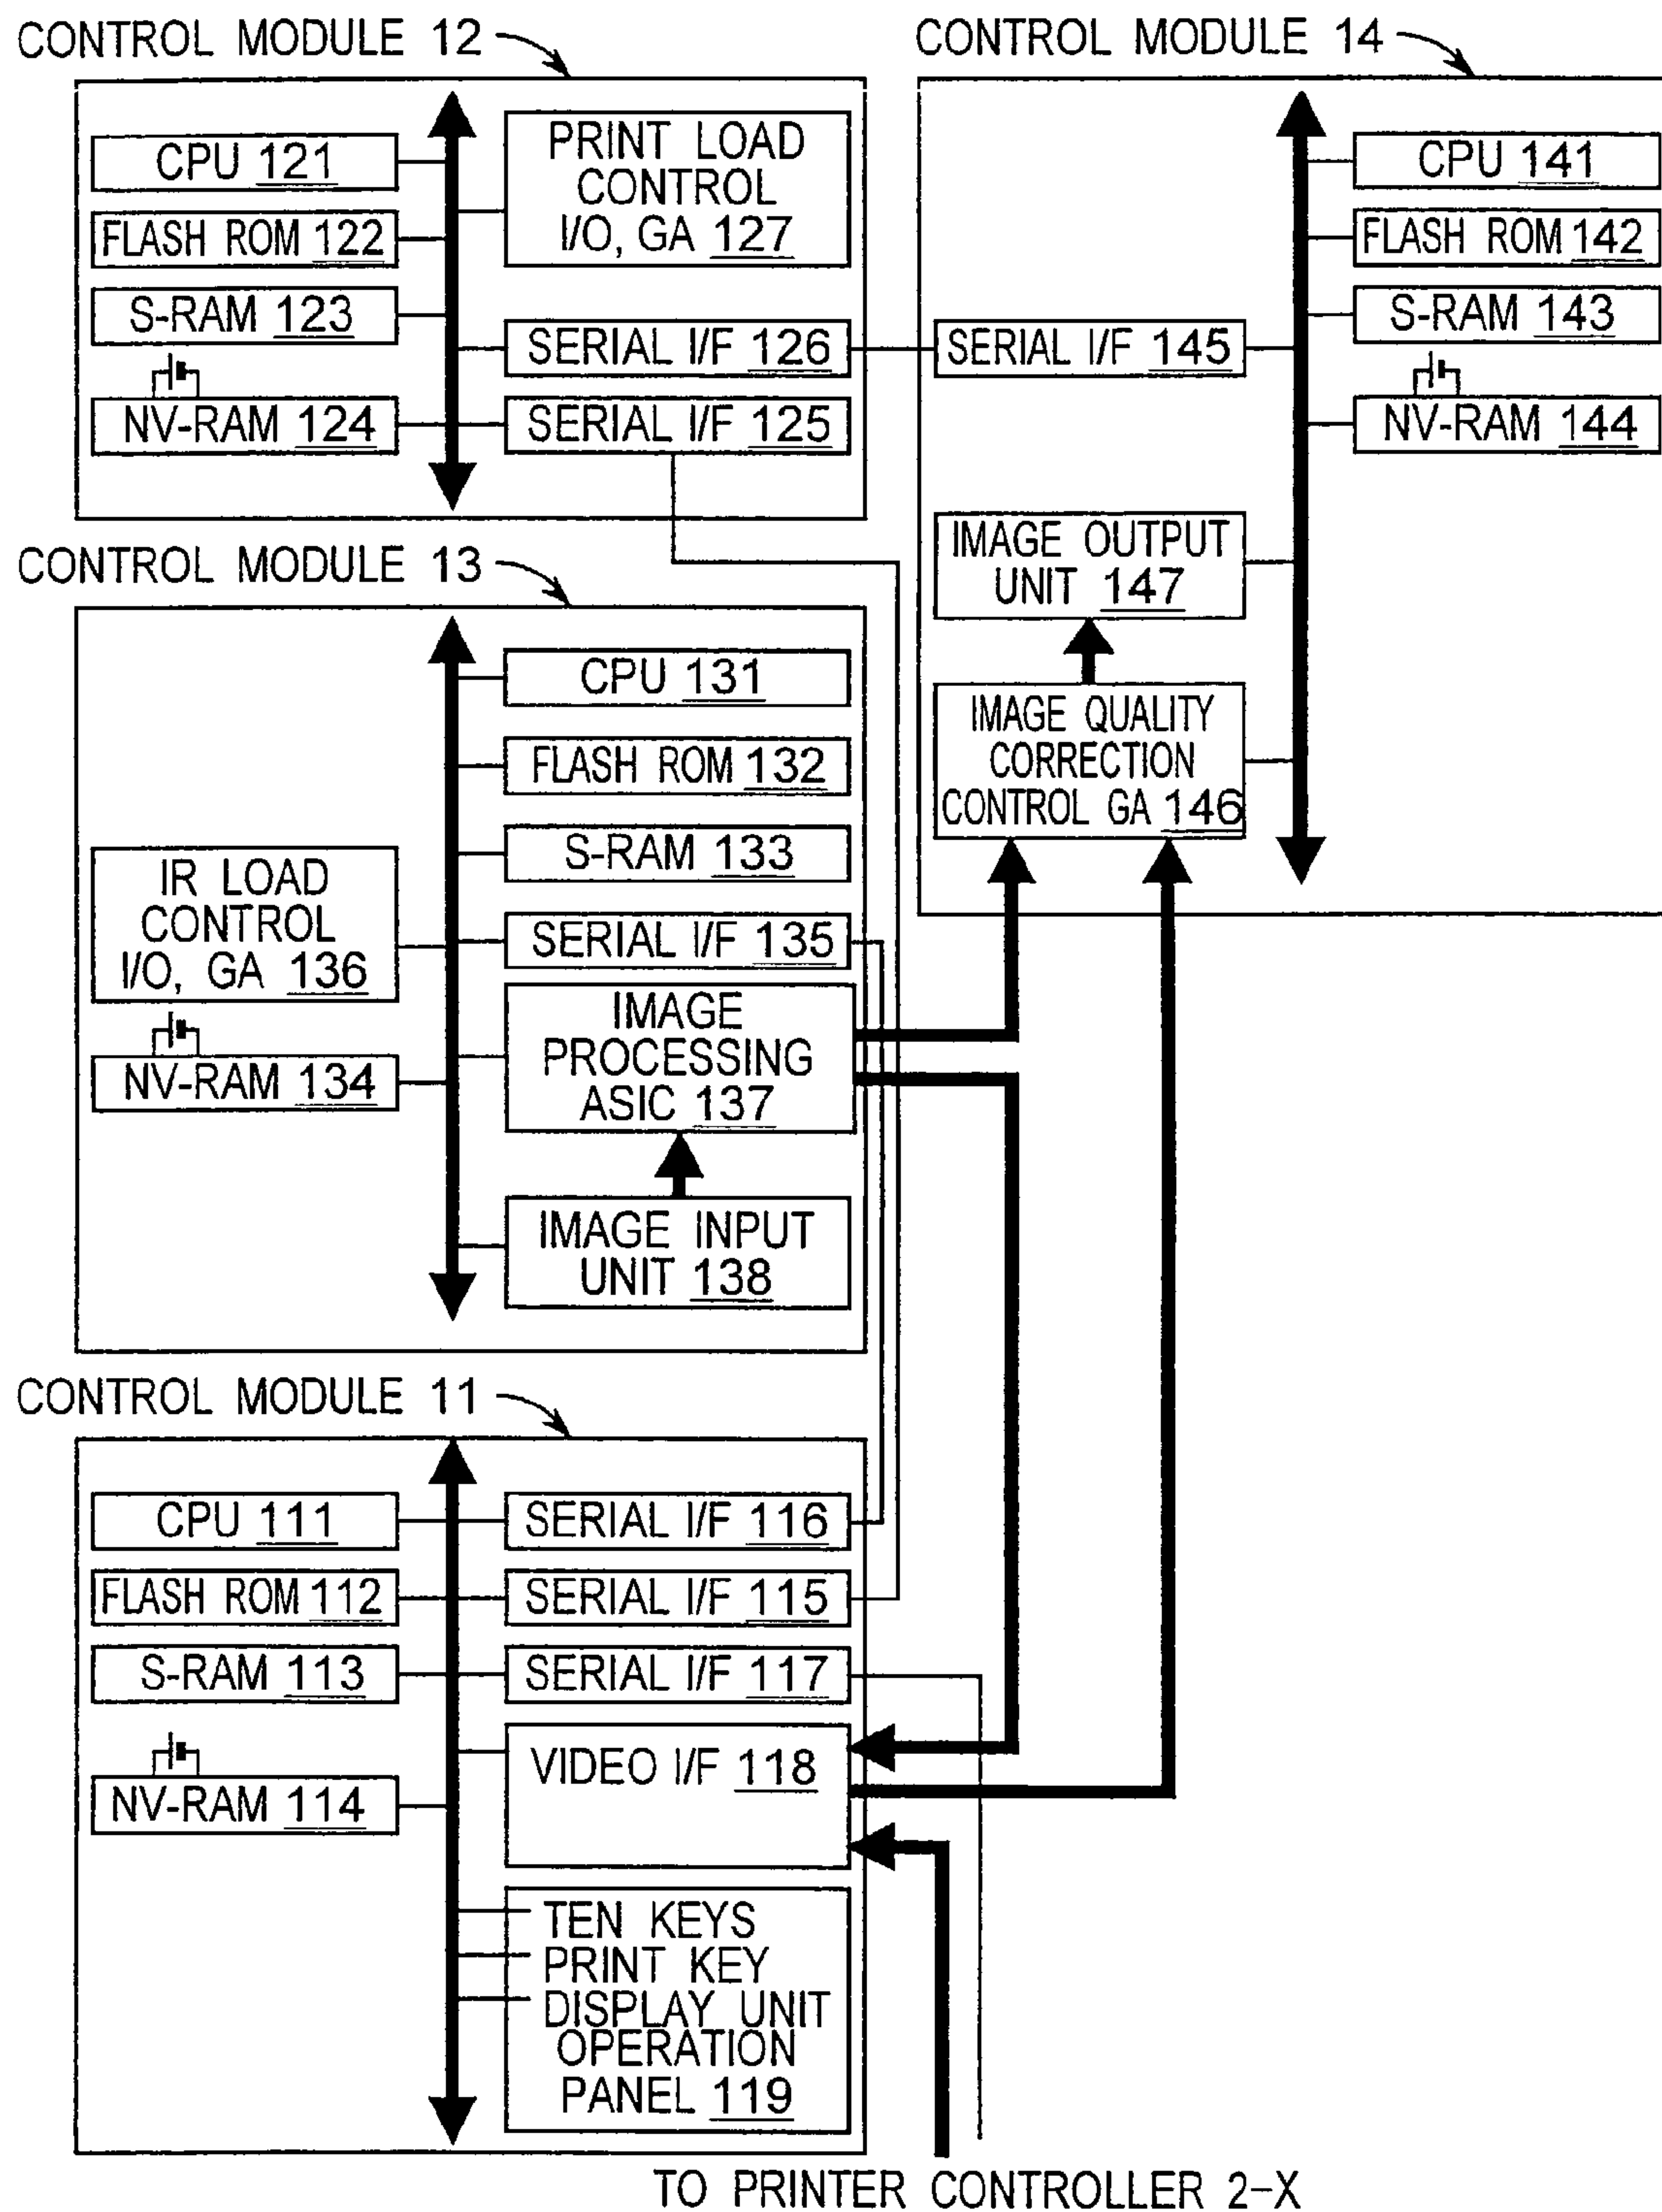 CONTROL MODULE 12
CPU 121
FLASH ROM 122
S-RAM 123
NV-RAM 124
PRINT LOAD
CONTROL
I/O, GA 127
SERIAL I/F 126
SERIAL I/F 125
CONTROL MODULE 14
CPU 141
FLASH ROM 142
S-RAM 143
NV-RAM 144
SERIAL I/F 145
IMAGE OUTPUT
UNIT 147
IMAGE QUALITY
CORRECTION
CONTROL GA 146
CONTROL MODULE 13
CPU 131
FLASH ROM 132
S-RAM 133
SERIAL I/F 135
IR LOAD
CONTROL
I/O, GA 136
NV-RAM 134
IMAGE
PROCESSING
ASIC 137
IMAGE INPUT
UNIT 138
CONTROL MODULE 11
CPU 111
FLASH ROM 112
S-RAM 113
NV-RAM 114
SERIAL I/F 116
SERIAL I/F 115
SERIAL I/F 117
VIDEO I/F 118
TEN KEYS
PRINT KEY
DISPLAY UNIT
OPERATION
PANEL 119
TO PRINTER CONTROLLER 2-X